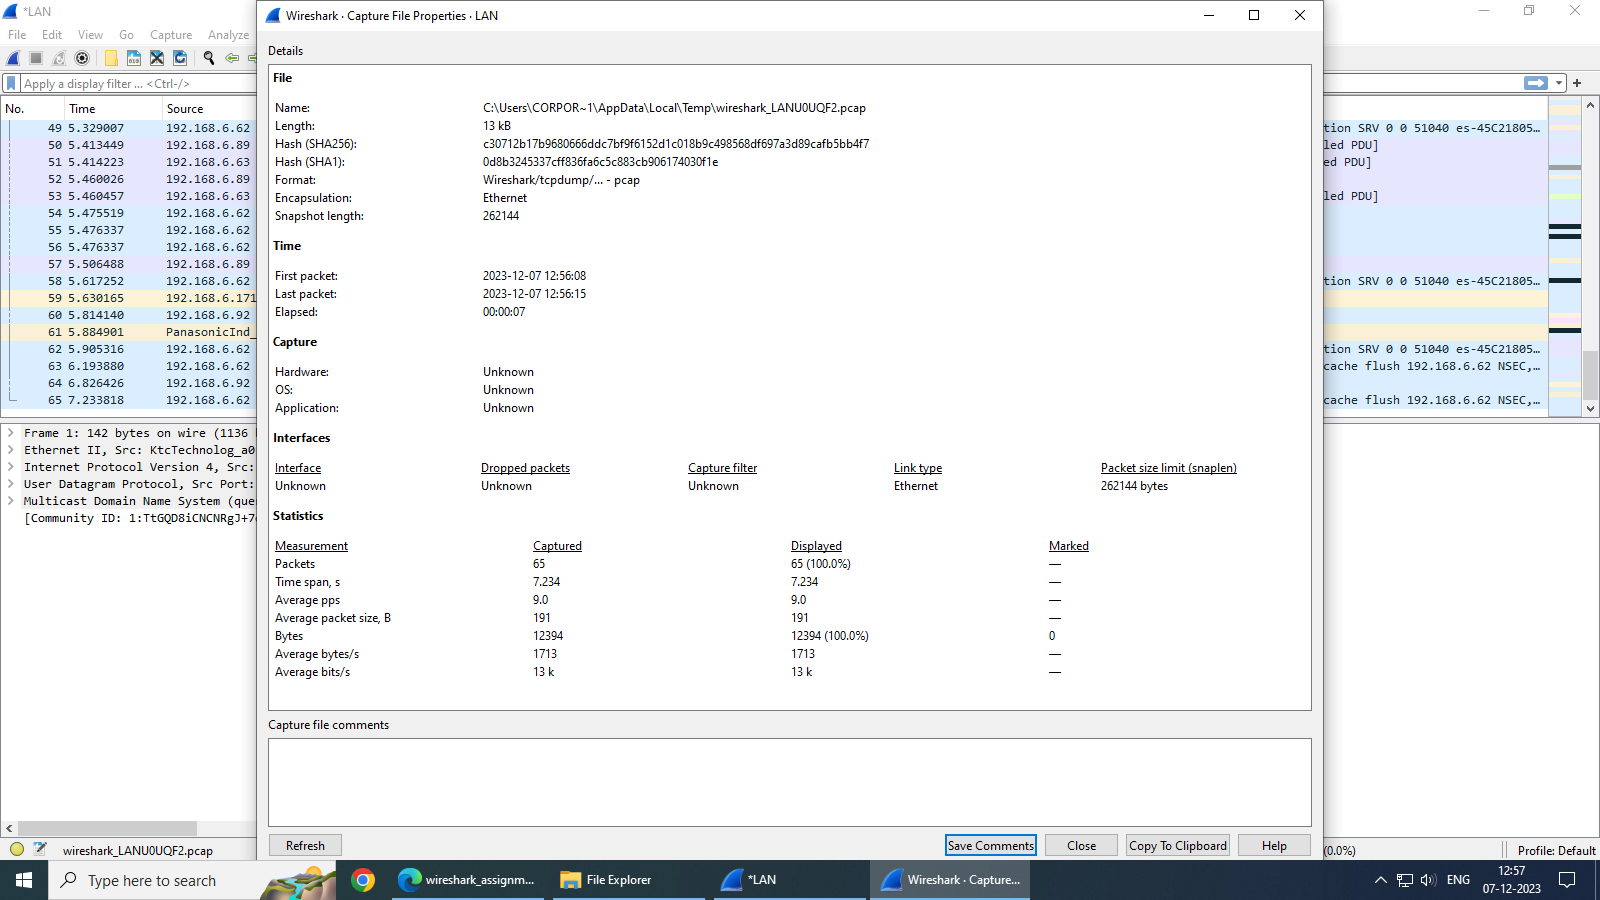 *LAN
File Edit View Go Capture Analyze
Apply a display filter ... <Ctrl-/>
No. Time Source
49 5.329007 192.168.6.62
50 5.413449 192.168.6.89
51 5.414223 192.168.6.63
52 5.460026 192.168.6.89
53 5.460457 192.168.6.63
54 5.475519 192.168.6.62
55 5.476337 192.168.6.62
56 5.476337 192.168.6.62
57 5.506488 192.168.6.89
58 5.617252 192.168.6.62
59 5.630165 192.168.6.171
60 5.814140 192.168.6.92
61 5.884901 PanasonicInd_
62 5.905316 192.168.6.62
63 6.193880 192.168.6.62
64 6.826426 192.168.6.92
65 7.233818 192.168.6.62
Frame 1: 142 bytes on wire (1136
Ethernet II, Src: KtcTechnolog_a0
Internet Protocol Version 4, Src:
User Datagram Protocol, Src Port:
Multicast Domain Name System (que
[Community ID: 1:TtGQD8iCNCNRgJ+7
wireshark_LANU0UQF2.pcap
Wireshark · Capture File Properties · LAN
Details
File
Name: C:\Users\CORPOR~1\AppData\Local\Temp\wireshark_LANU0UQF2.pcap
Length: 13 kB
Hash (SHA256): c30712b17b9680666ddc7bf9f6152d1c018b9c498568df697a3d89cafb5bb4f7
Hash (SHA1): 0d8b3245337cff836fa6c5c883cb906174030f1e
Format: Wireshark/tcpdump/... - pcap
Encapsulation: Ethernet
Snapshot length: 262144
Time
First packet: 2023-12-07 12:56:08
Last packet: 2023-12-07 12:56:15
Elapsed: 00:00:07
Capture
Hardware: Unknown
OS: Unknown
Application: Unknown
Interfaces
Interface Dropped packets Capture filter Link type Packet size limit (snaplen)
Unknown Unknown Unknown Ethernet 262144 bytes
Statistics
Measurement Captured Displayed Marked
Packets 65 65 (100.0%) —
Time span, s 7.234 7.234 —
Average pps 9.0 9.0 —
Average packet size, B 191 191 —
Bytes 12394 12394 (100.0%) 0
Average bytes/s 1713 1713 —
Average bits/s 13 k 13 k —
Capture file comments
Refresh Save Comments Close Copy To Clipboard Help
tion SRV 0 0 51040 es-45C21805...
led PDU]
ed PDU]
led PDU]
tion SRV 0 0 51040 es-45C21805...
tion SRV 0 0 51040 es-45C21805...
cache flush 192.168.6.62 NSEC,...
cache flush 192.168.6.62 NSEC,...
(0.0%) Profile: Default
Type here to search
wireshark_assignm...
File Explorer
*LAN
Wireshark · Capture...
ENG
12:57
07-12-2023